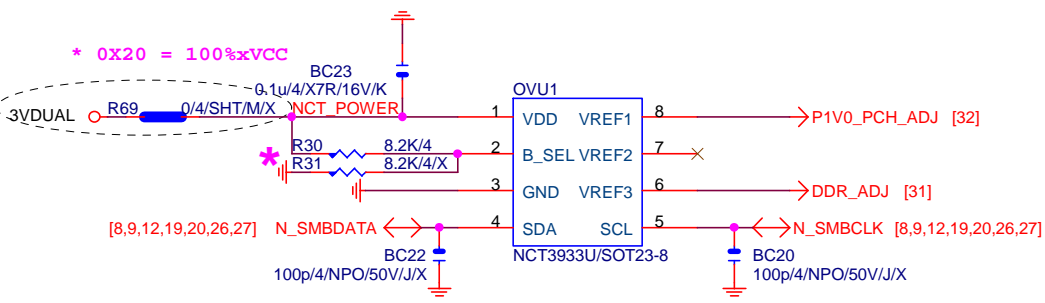 * 0X20 = 100%xVCC
BC23
0.1u/4/X7R/16V/K
OVU1
3VDUAL
R69
0/4/SHT/M/X
NCT_POWER
1
VDD
VREF1
8
P1V0_PCH_ADJ [32]
*
R30
8.2K/4
2
B_SEL
VREF2
7
R31
8.2K/4/X
3
GND
VREF3
6
DDR_ADJ [31]
[8,9,12,19,20,26,27] N_SMBDATA
4
SDA
SCL
5
N_SMBCLK [8,9,12,19,20,26,27]
BC22
100p/4/NPO/50V/J/X
NCT3933U/SOT23-8
BC20
100p/4/NPO/50V/J/X